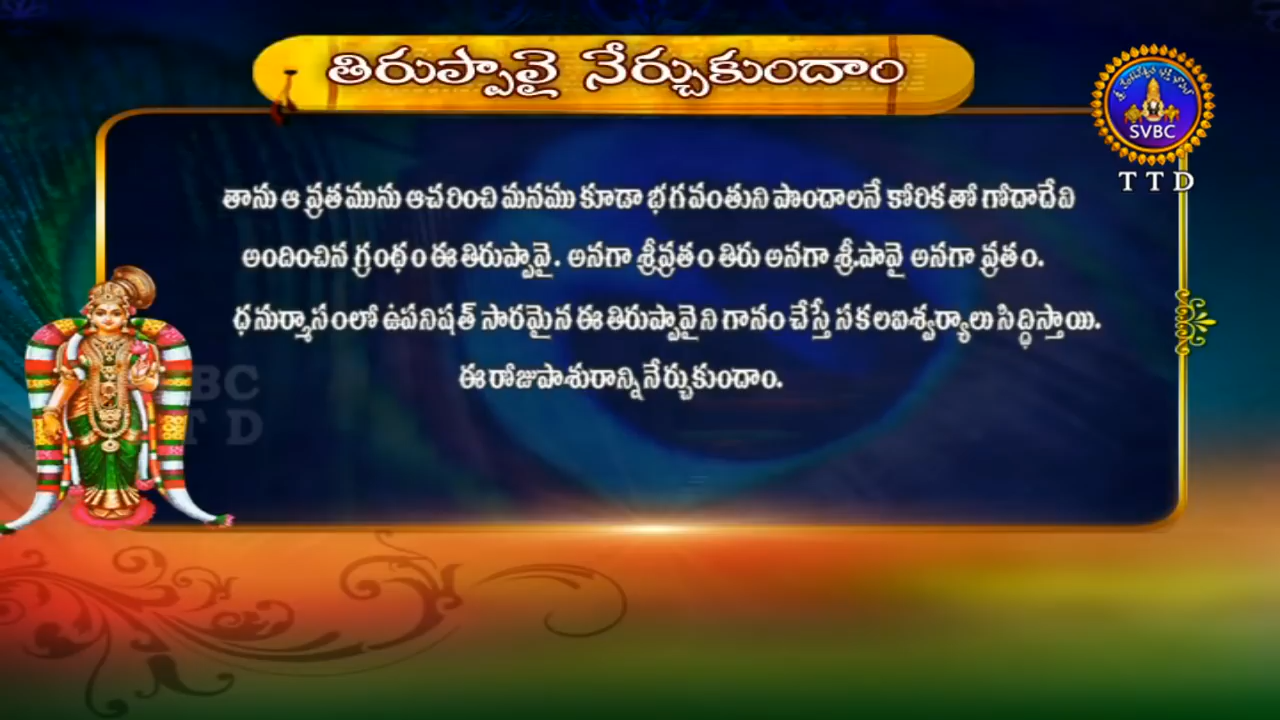 తిరుప్పావై నేర్చుకుందాం
SVBC
TTD
తాను ఆ వ్రతమును ఆచరించి మనము కూడా భగవంతుని పొందాలనే కోరికతో గోదాదేవి
అందించిన గ్రంథం ఈ తిరుప్పావై. అనగా శ్రీవ్రతం తిరు అనగా శ్రీ.పావై అనగా వ్రతం.
ధనుర్మాసంలో ఉపనిషత్ సారమైన ఈ తిరుప్పావైని గానం చేస్తే సకలఐశ్వర్యాలు సిద్ధిస్తాయి.
ఈ రోజుపాశురాన్ని నేర్చుకుందాం.